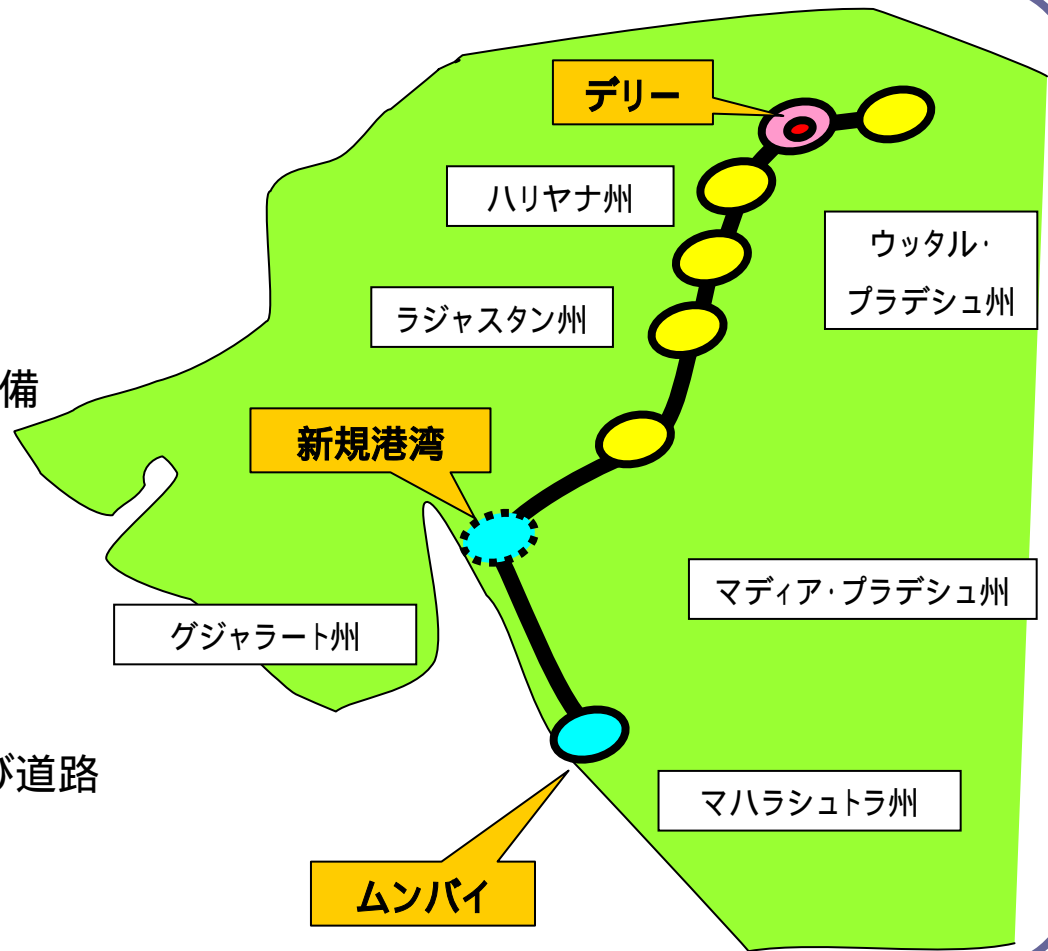 デリー
ハリヤナ州
ウッタル・
プラデシュ州
ラジャスタン州
備
新規港湾
マディア・プラデシュ州
グジャラート州
び道路
マハラシュトラ州
ムンバイ